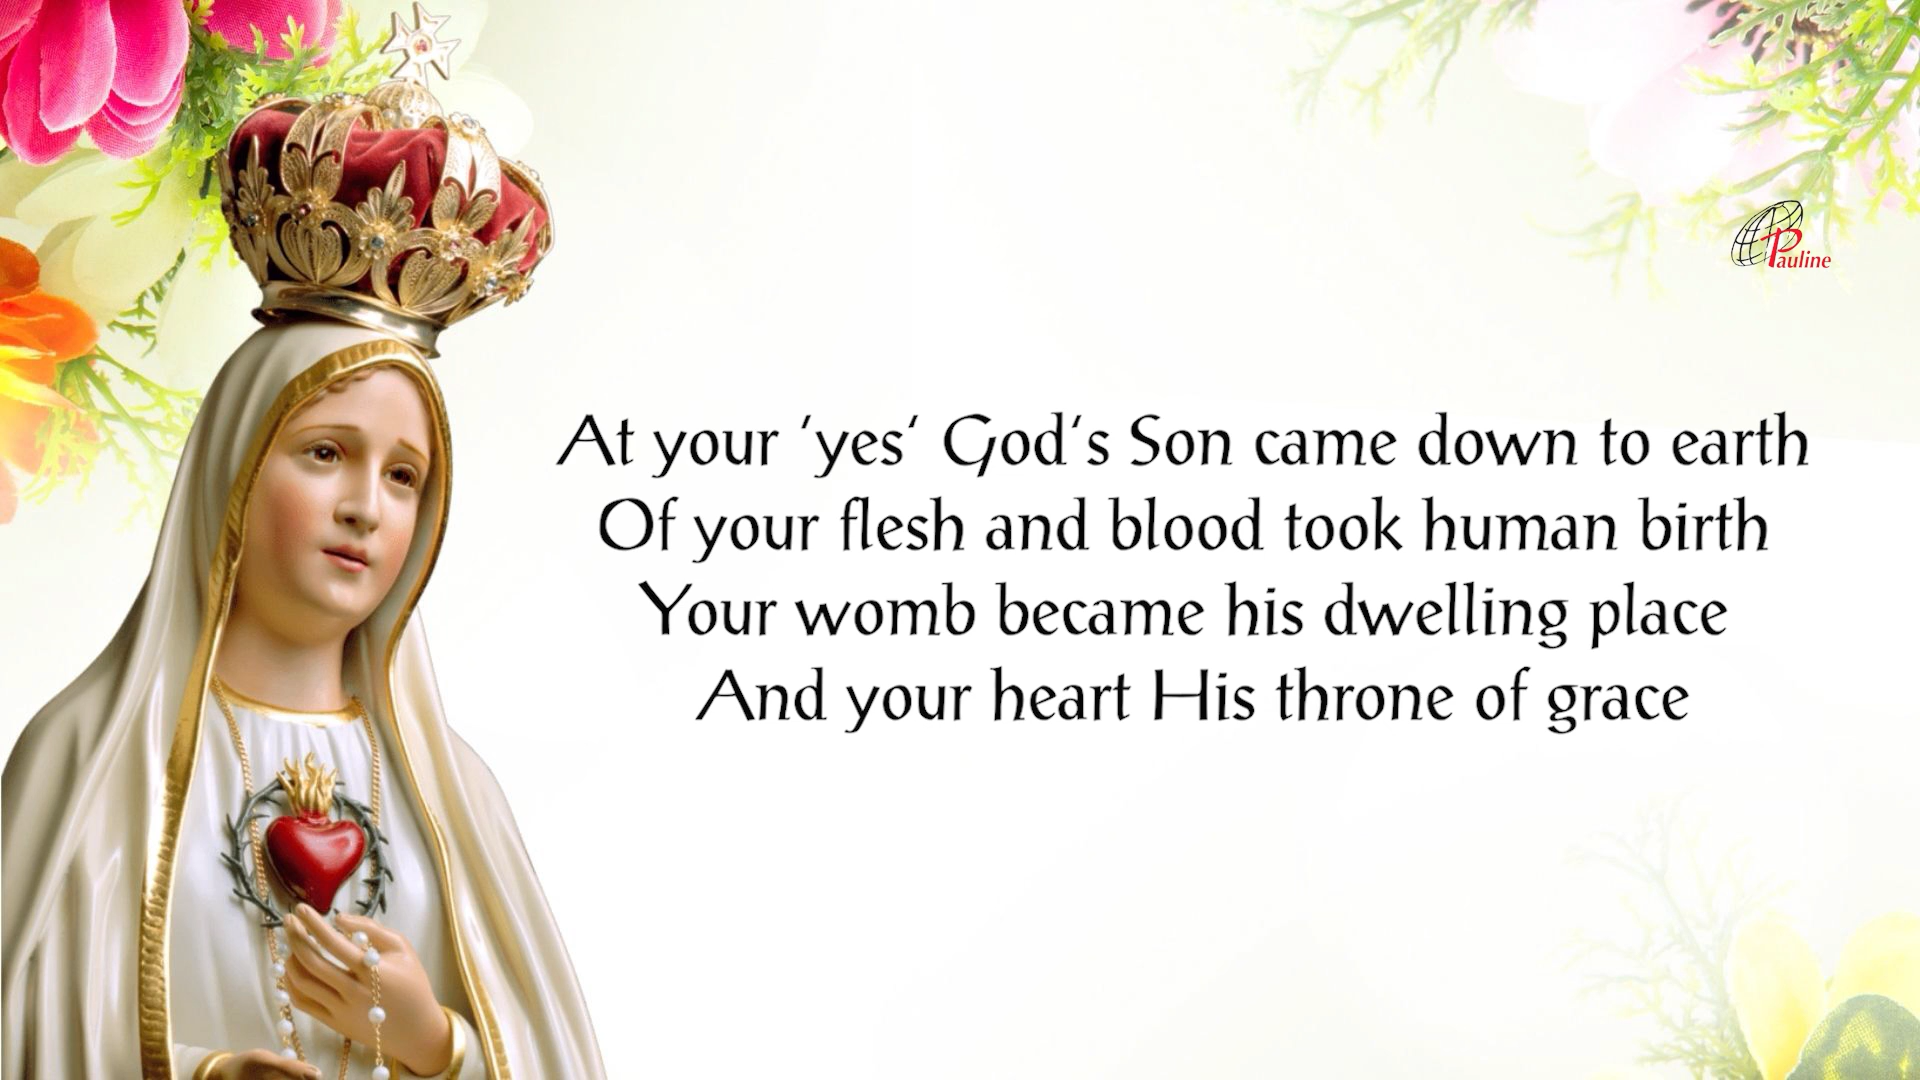 Pauline
At your 'yes' God's Son came down to earth
Of your flesh and blood took human birth
Your womb became his dwelling place
And your heart His throne of grace